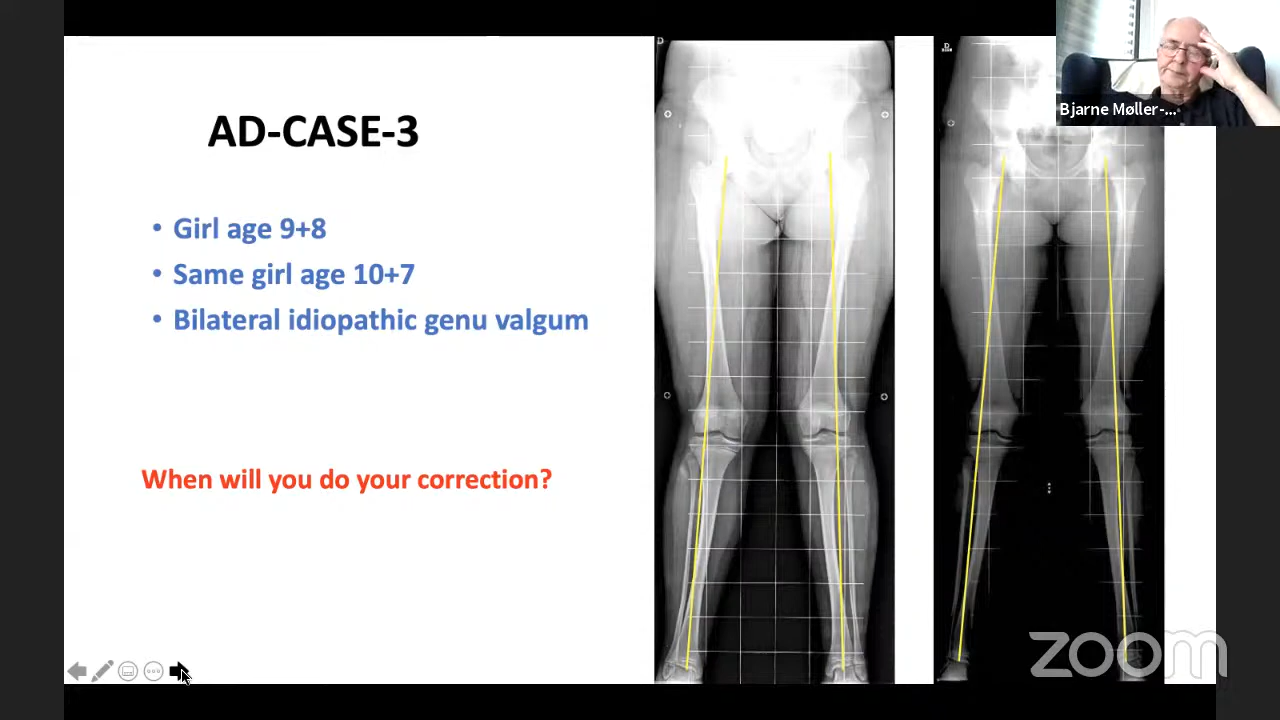 AD-CASE-3
• Girl age 9+8
• Same girl age 10+7
• Bilateral idiopathic genu valgum
When will you do your correction?
D
D
Bjarne Møller-...
zoom